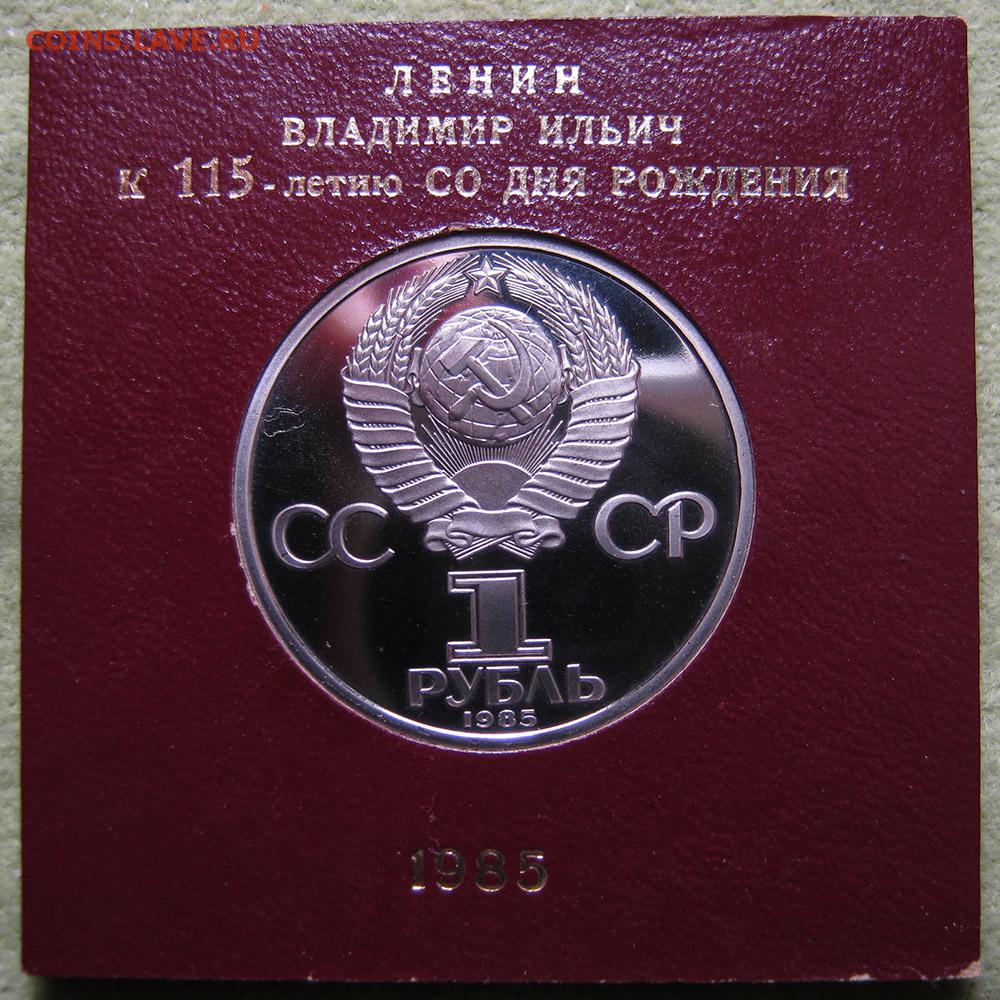 COINS.LAVE.RU
ЛЕНИН
ВЛАДИМИР ИЛЬИЧ
К 115-летию СО ДНЯ РОЖДЕНИЯ
СС СР
1
РУБЛЬ
1985
1985